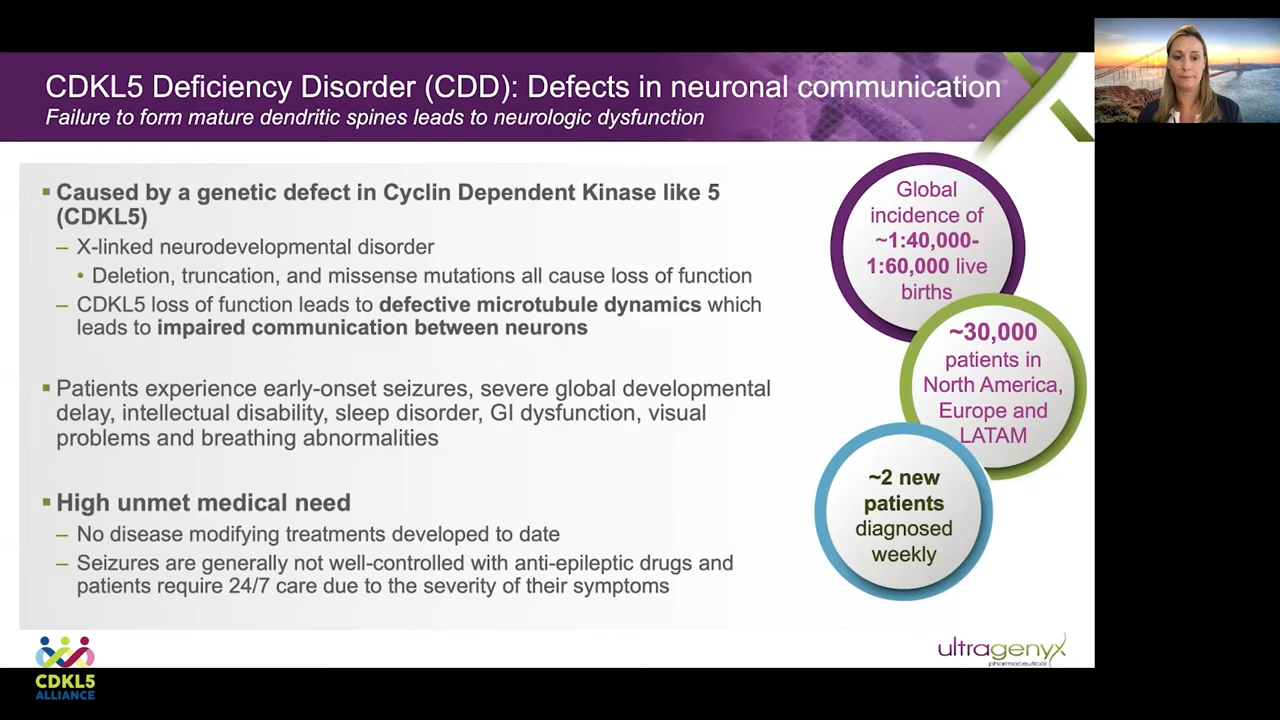 CDKL5 Deficiency Disorder (CDD): Defects in neuronal communication
Failure to form mature dendritic spines leads to neurologic dysfunction
▪ Caused by a genetic defect in Cyclin Dependent Kinase like 5
(CDKL5)
– X-linked neurodevelopmental disorder
• Deletion, truncation, and missense mutations all cause loss of function
– CDKL5 loss of function leads to defective microtubule dynamics which
leads to impaired communication between neurons
▪ Patients experience early-onset seizures, severe global developmental
delay, intellectual disability, sleep disorder, GI dysfunction, visual
problems and breathing abnormalities
▪ High unmet medical need
– No disease modifying treatments developed to date
– Seizures are generally not well-controlled with anti-epileptic drugs and
patients require 24/7 care due to the severity of their symptoms
Global
incidence of
~1:40,000-
1:60,000 live
births
~30,000
patients in
North America,
Europe and
LATAM
~2 new
patients
diagnosed
weekly
CDKL5
ALLIANCE
ultragenyx
pharmaceutical